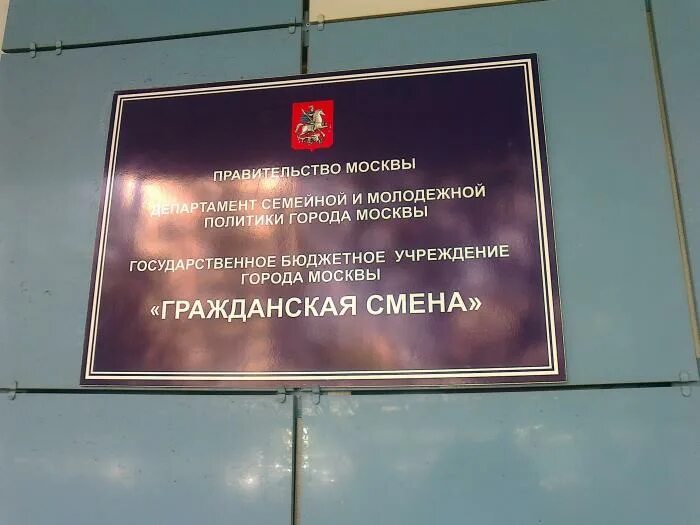 ПРАВИТЕЛЬСТВО МОСКВЫ
ДЕПАРТАМЕНТ СЕМЕЙНОЙ И МОЛОДЕЖНОЙ
ПОЛИТИКИ ГОРОДА МОСКВЫ
ГОСУДАРСТВЕННОЕ БЮДЖЕТНОЕ УЧРЕЖДЕНИЕ
ГОРОДА МОСКВЫ
«ГРАЖДАНСКАЯ СМЕНА»